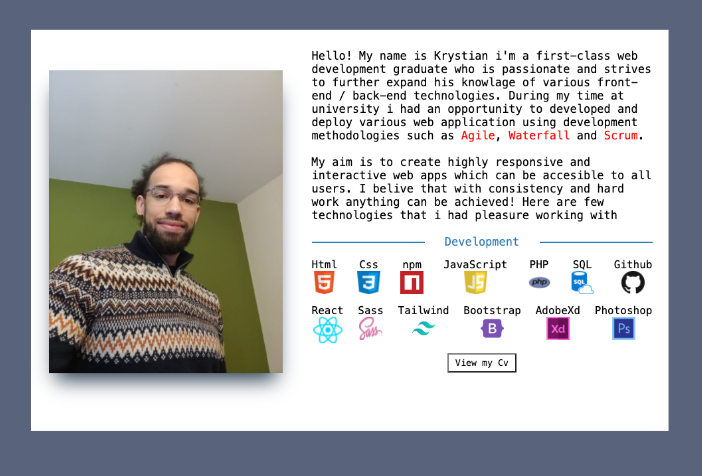 Hello! My name is Krystian i'm a first-class web
development graduate who is passionate and strives
to further expand his knowlage of various front-
end / back-end technologies. During my time at
university i had an opportunity to developed and
deploy various web application using development
methodologies such as Agile, Waterfall and Scrum.
My aim is to create highly responsive and
interactive web apps which can be accesible to all
users. I belive that with consistency and hard
work anything can be achieved! Here are few
technologies that i had pleasure working with
Development
Html Css npm JavaScript PHP SQL Github
5 3 n JS php SQL
React Sass Tailwind Bootstrap AdobeXd Photoshop
Sass B Xd Ps
View my Cv